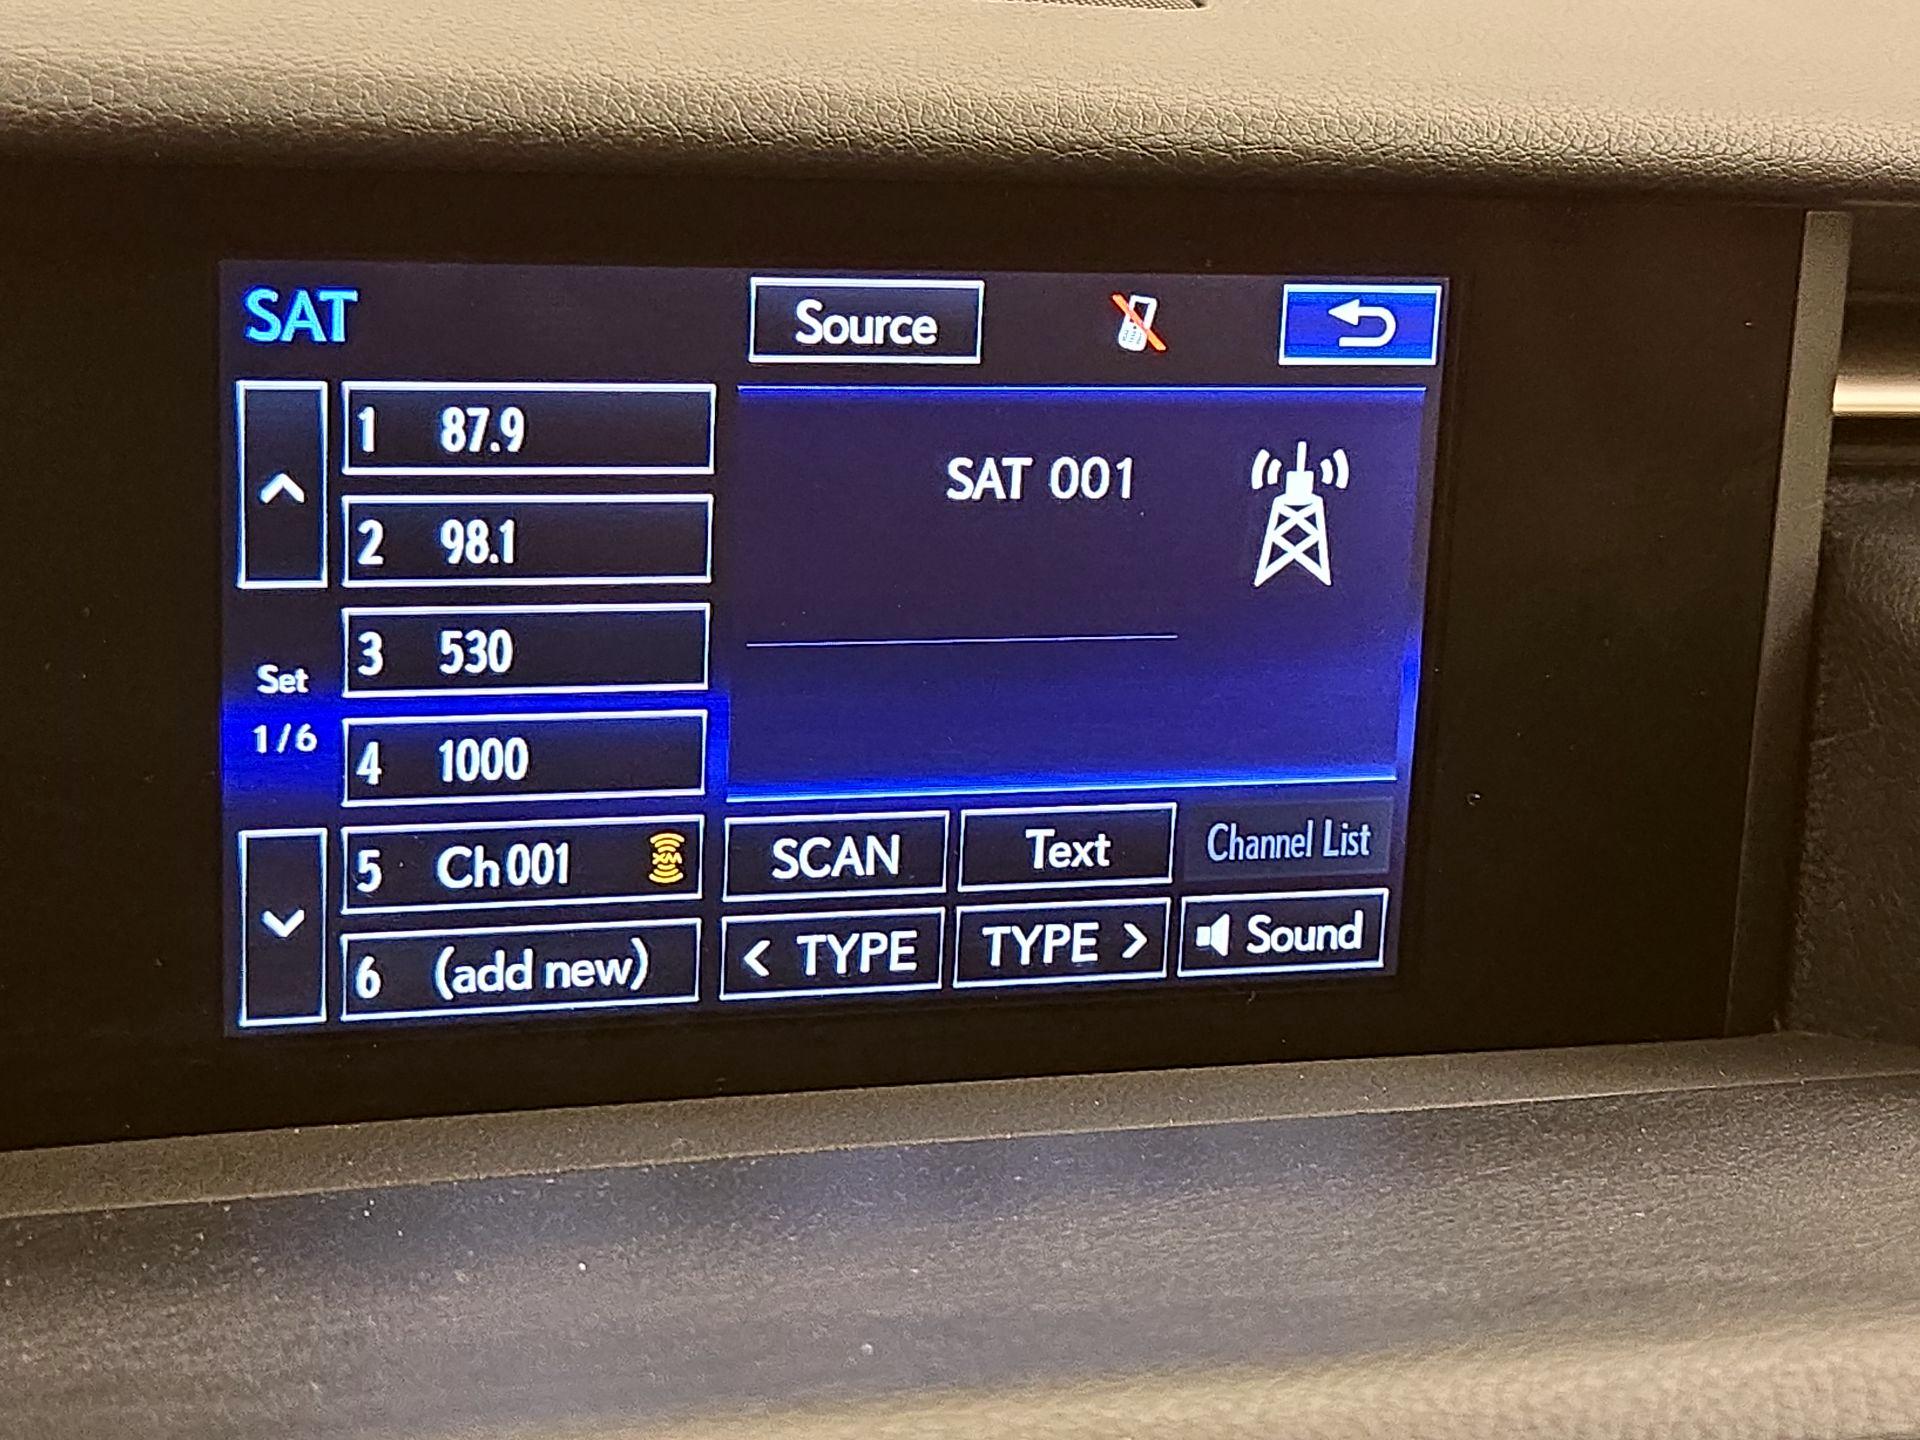 SAT
Source
1 87.9
2 98.1
3 530
4 1000
5 Ch 001 XM
6 (add new)
Set
1/6
SAT 001
SCAN
Text
Channel List
< TYPE
TYPE >
Sound